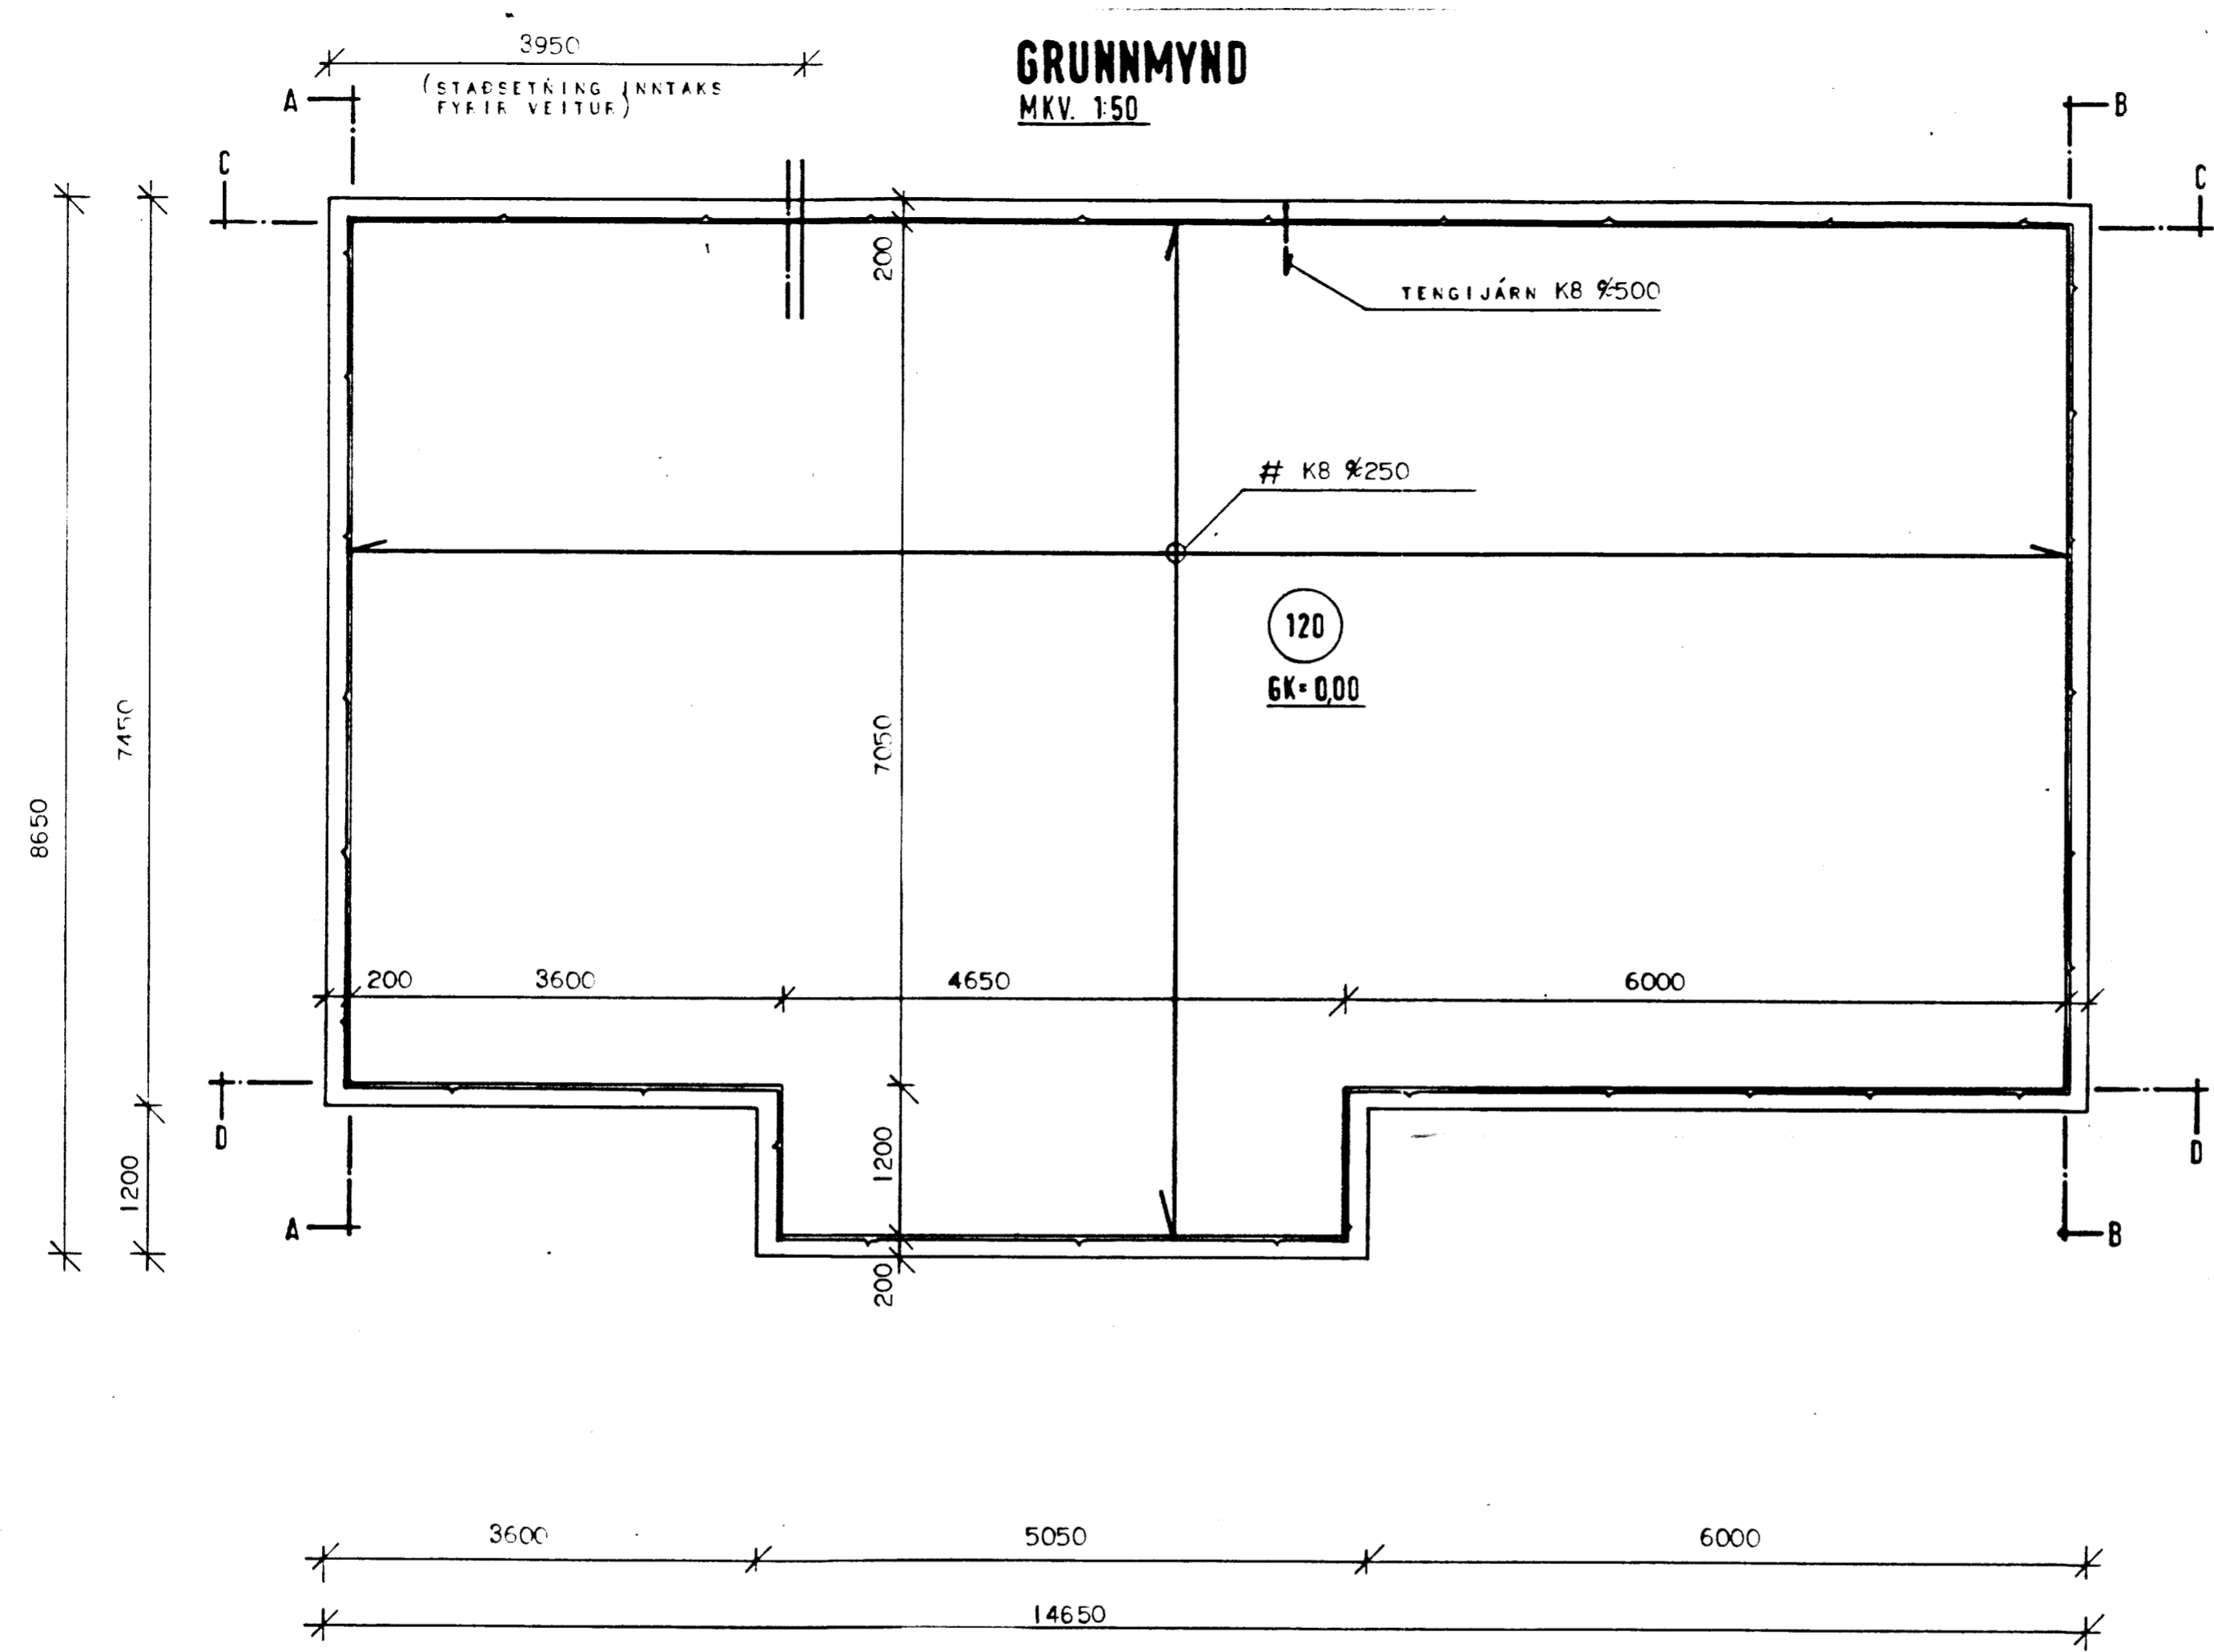 3950
GRUNNMYND
(STAÐSETNING INNTAKS
FYRIR VEITUR)
MKV. 1:50
A
B
C
C
200
TENGIJÁRN K8 %500
# K8 %250
120
GK=0,00
7450
7050
8650
200
3600
4650
6000
D
D
1200
1200
A
B
200
3600
5050
6000
14650